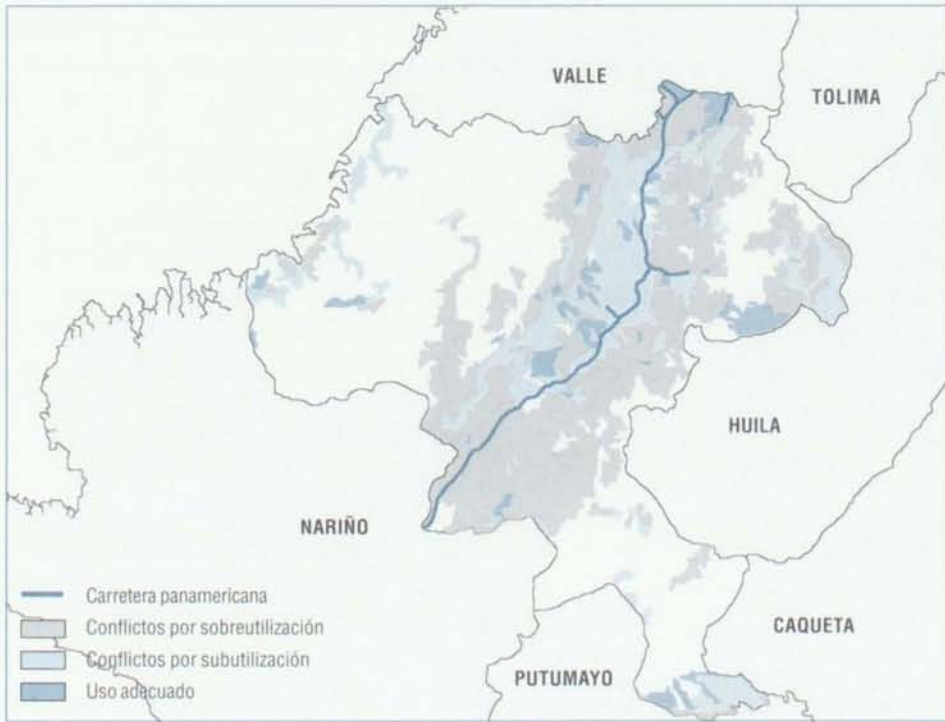 VALLE
TOLIMA
HUILA
NARIÑO
CAQUETA
PUTUMAYO
Carretera panamericana
Conflictos por sobreutilización
Conflictos por subutilización
Uso adecuado